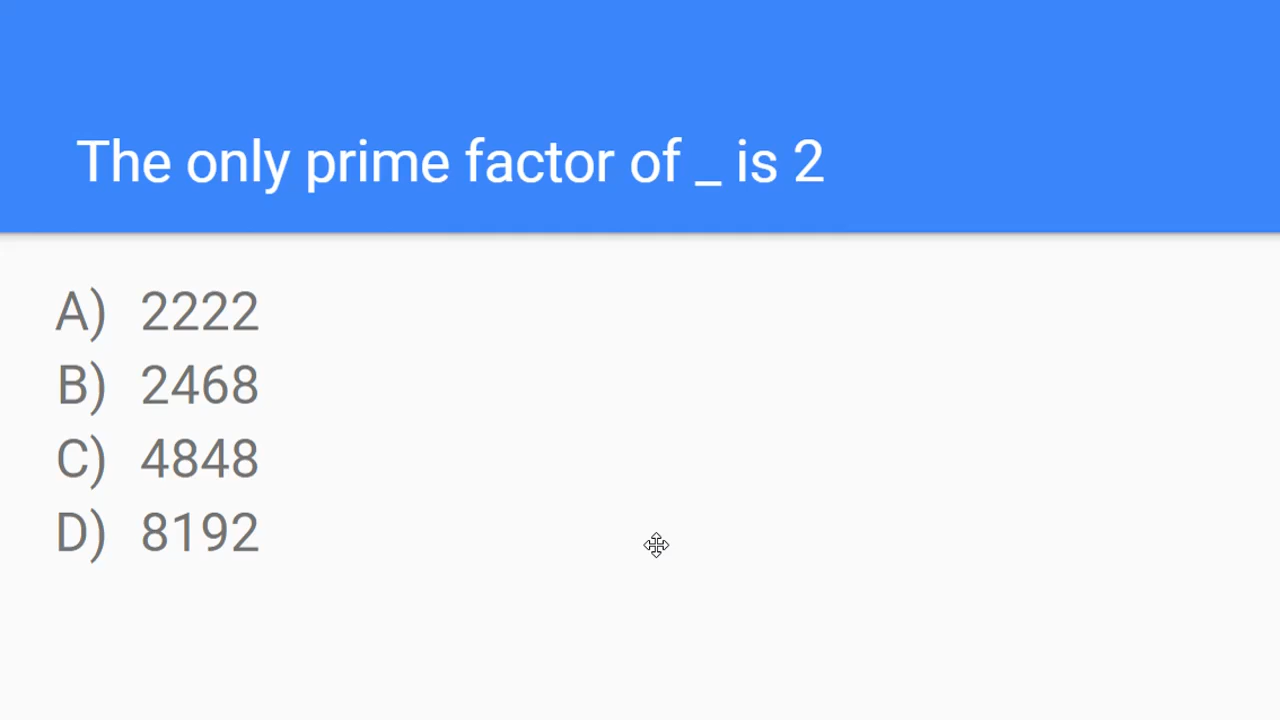 The only prime factor of _ is 2
A) 2222
B) 2468
C) 4848
D) 8192